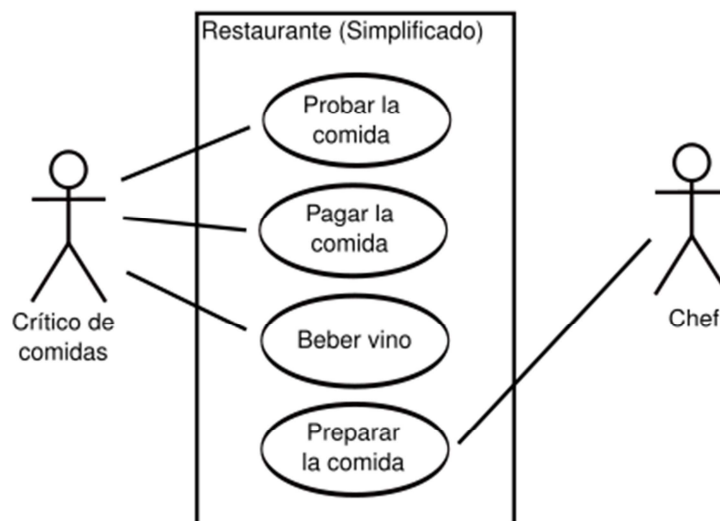 Restaurante (Simplificado)
Probar la
comida
Pagar la
comida
Beber vino
Preparar
la comida
Crítico de
comidas
Chef